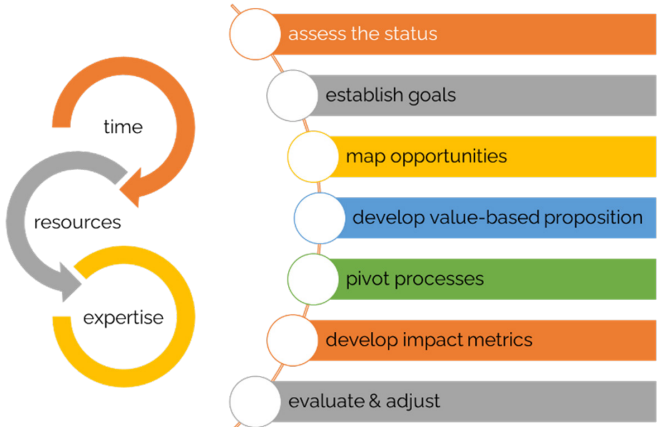 time
resources
expertise
assess the status
establish goals
map opportunities
develop value-based proposition
pivot processes
develop impact metrics
evaluate & adjust